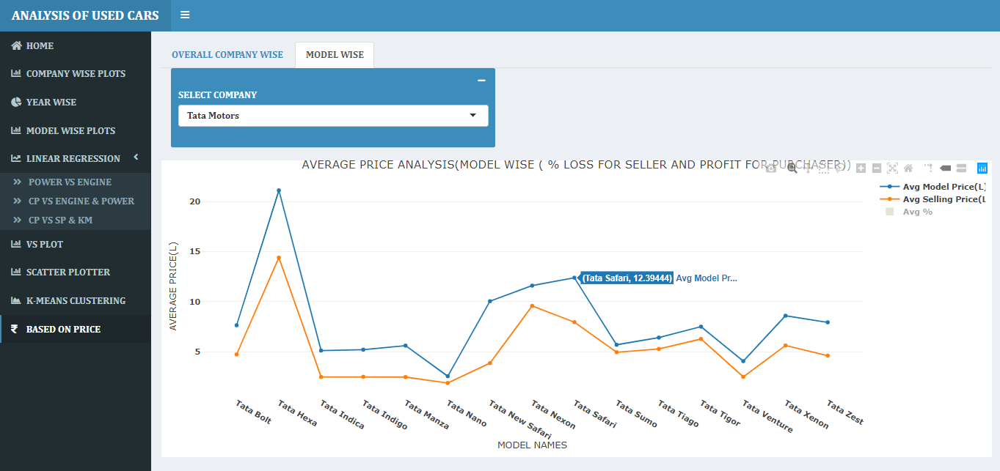 ANALYSIS OF USED CARS
HOME
COMPANY WISE PLOTS
YEAR WISE
MODEL WISE PLOTS
LINEAR REGRESSION
POWER VS ENGINE
CP VS ENGINE & POWER
CP VS SP & KM
VS PLOT
SCATTER PLOTTER
K-MEANS CLUSTERING
₹ BASED ON PRICE
OVERALL COMPANY WISE
MODEL WISE
SELECT COMPANY
Tata Motors
AVERAGE PRICE ANALYSIS(MODEL WISE ( % LOSS FOR SELLER AND PROFIT FOR PURCHASER))
Avg Model Price(L)
Avg Selling Price(L
Avg %
AVERAGE PRICE(L)
20
15
10
5
(Tata Safari, 12.39444) Avg Model Pr...
Tata Bolt
Tata Hexa
Tata Indica
Tata Indigo
Tata Manza
Tata Nano
Tata New Safari
Tata Nexon
Tata Safari
Tata Sumo
Tata Tiago
Tata Tigor
Tata Venture
Tata Xenon
Tata Zest
MODEL NAMES